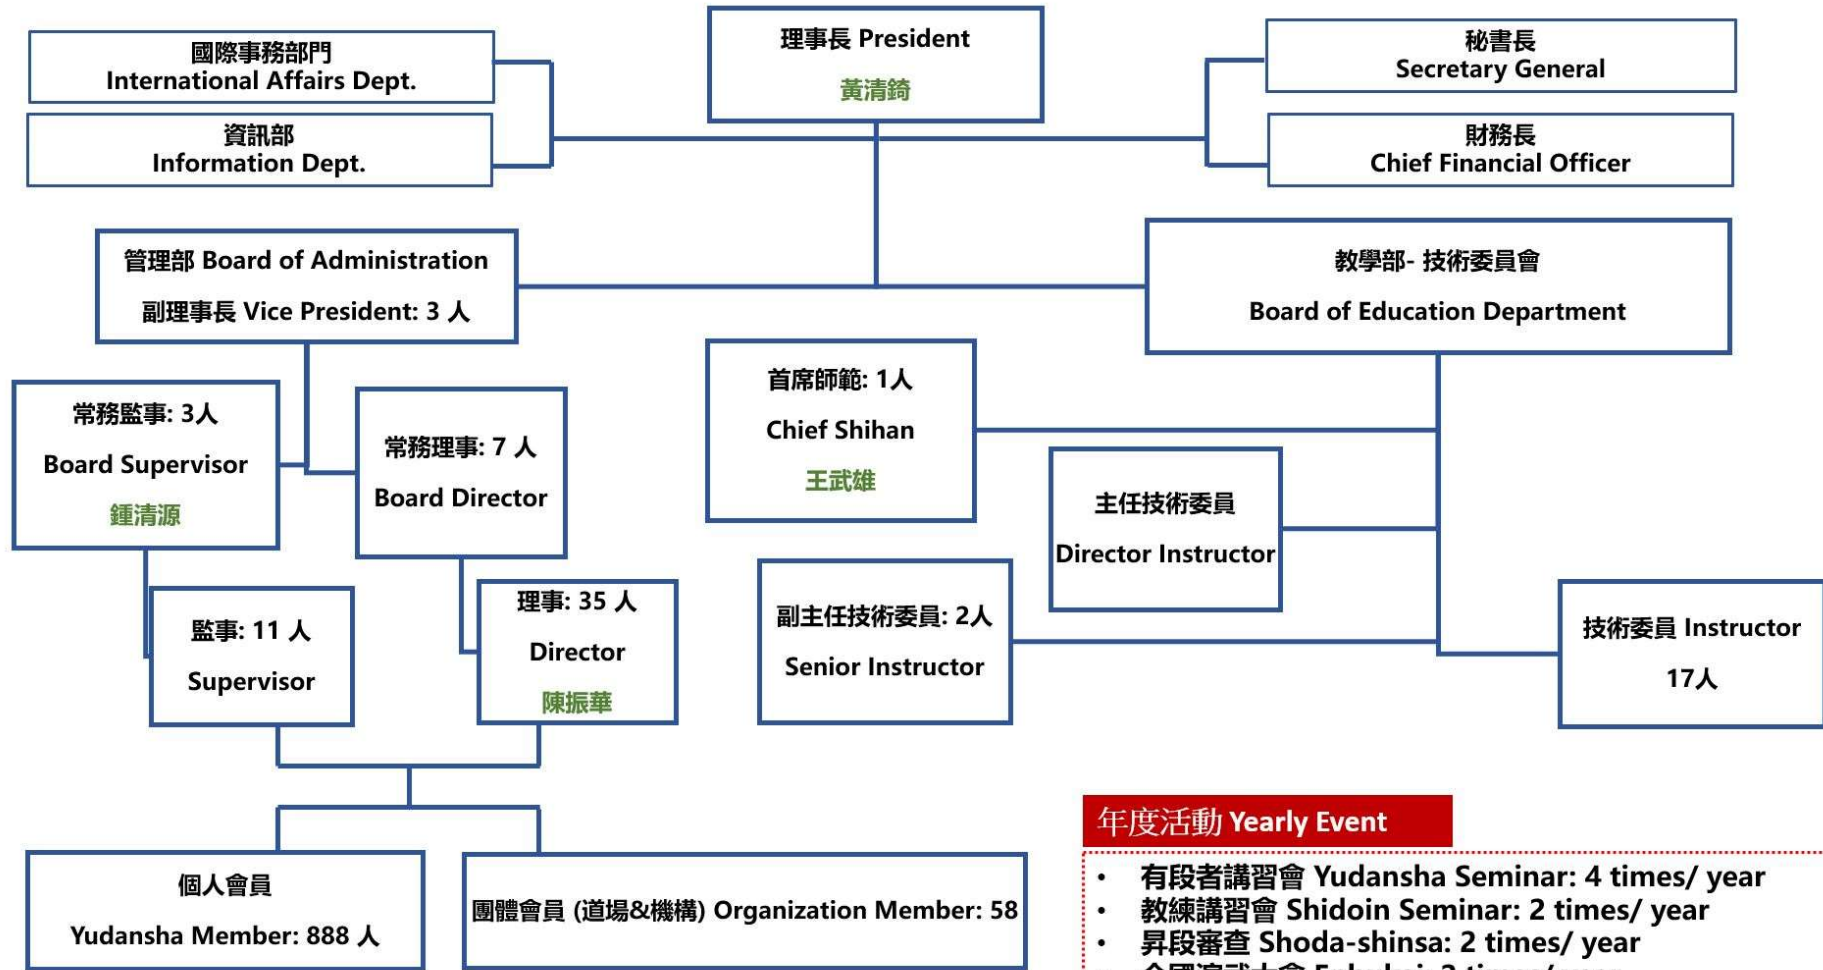 國際事務部門
International Affairs Dept.
資訊部
Information Dept.
理事長 President
黃清錡
秘書長
Secretary General
財務長
Chief Financial Officer
管理部 Board of Administration
副理事長 Vice President: 3 人
教學部- 技術委員會
Board of Education Department
常務監事: 3人
Board Supervisor
鍾清源
常務理事: 7 人
Board Director
首席師範: 1人
Chief Shihan
王武雄
主任技術委員
Director Instructor
監事: 11 人
Supervisor
理事: 35 人
Director
陳振華
副主任技術委員: 2人
Senior Instructor
技術委員 Instructor
17人
個人會員
Yudansha Member: 888 人
團體會員 (道場&機構) Organization Member: 58
年度活動 Yearly Event
• 有段者講習會 Yudansha Seminar: 4 times/ year
• 教練講習會 Shidoin Seminar: 2 times/ year
• 昇段審查 Shoda-shinsa: 2 times/ year